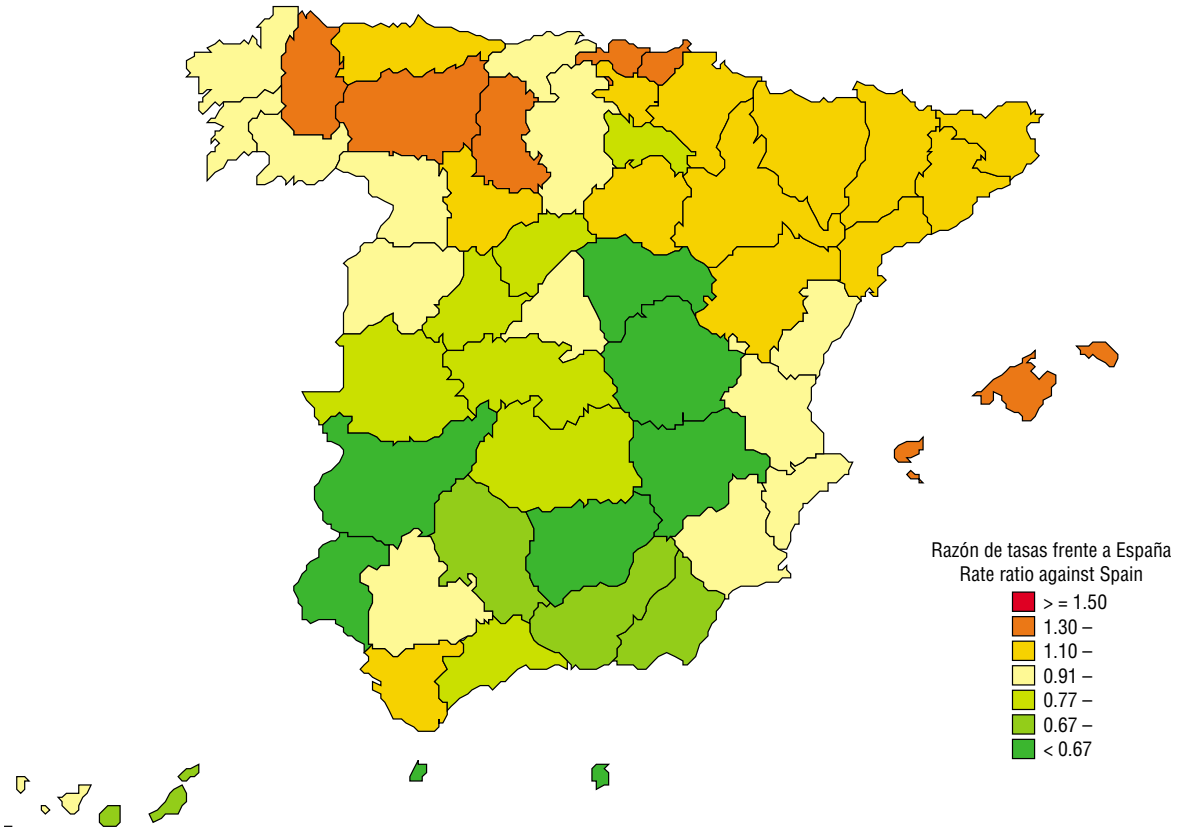 Razón de tasas frente a España
Rate ratio against Spain
> = 1.50
1.30 –
1.10 –
0.91 –
0.77 –
0.67 –
< 0.67